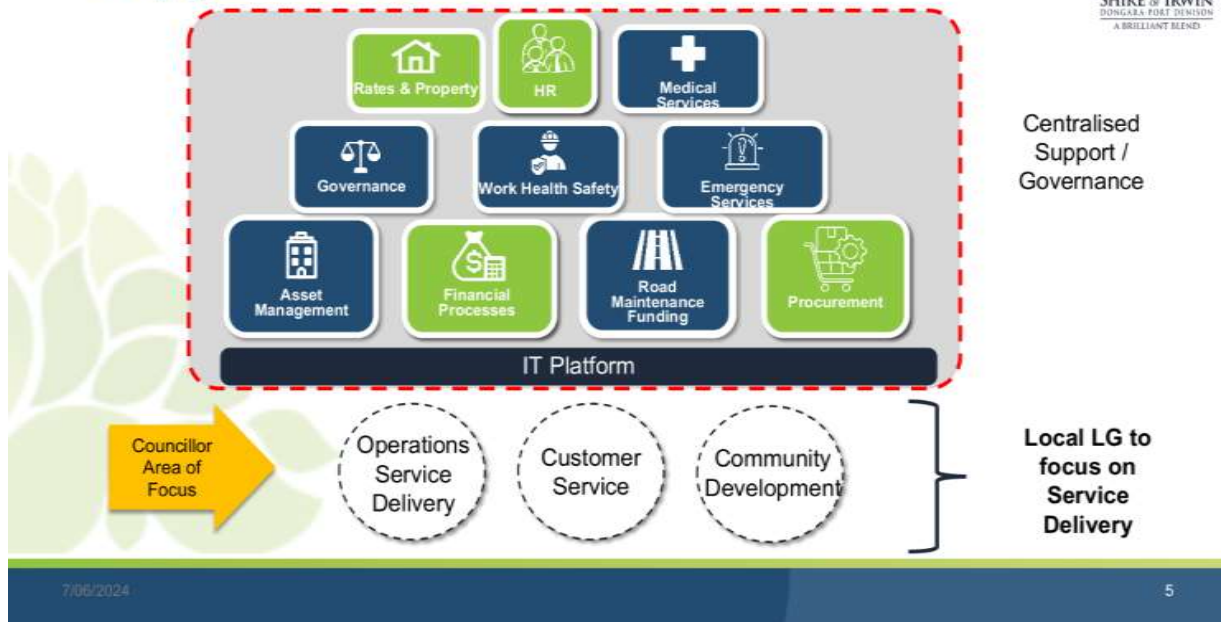 SHIRE OF IRWIN
DONGARA PORT DENISON
A BRILLIANT BLEND
Rates & Property
HR
Medical
Services
Governance
Work Health Safety
Emergency
Services
Asset
Management
Financial
Processes
Road
Maintenance
Funding
Procurement
IT Platform
Centralised
Support /
Governance
Councillor
Area of
Focus
Operations
Service
Delivery
Customer
Service
Community
Development
Local LG to
focus on
Service
Delivery
7/06/2024
5